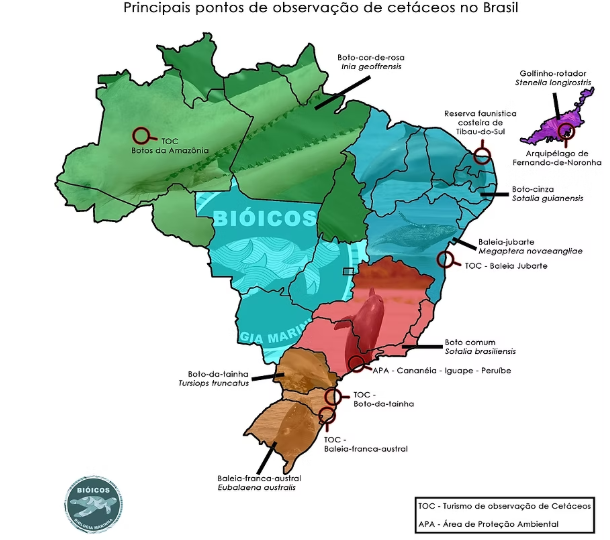 Principais pontos de observação de cetáceos no Brasil
Boto-cor-de-rosa
Inia geoffrensis
Golfinho-rotador
Stenella longirostris
Reserva faunística
costeira de
Tibau-do-Sul
TOC
Botos da Amazônia
Arquipélago de
Fernando-de-Noronha
Boto-cinza
Sotalia guianensis
BIÓICOS
Baleia-jubarte
Megaptera novaeangliae
TOC - Baleia Jubarte
GIA MARIN
Boto comum
Sotalia brasiliensis
APA - Cananéia - Iguape - Peruíbe
Boto-da-tainha
Tursiops truncatus
TOC -
Boto-da-tainha
TOC -
Baleia-franca-austral
Baleia-franca-austral
Eubalaena australis
BIÓICOS
BIOLOGIA MARINHA
TOC - Turismo de observação de Cetáceos
APA - Área de Proteção Ambiental